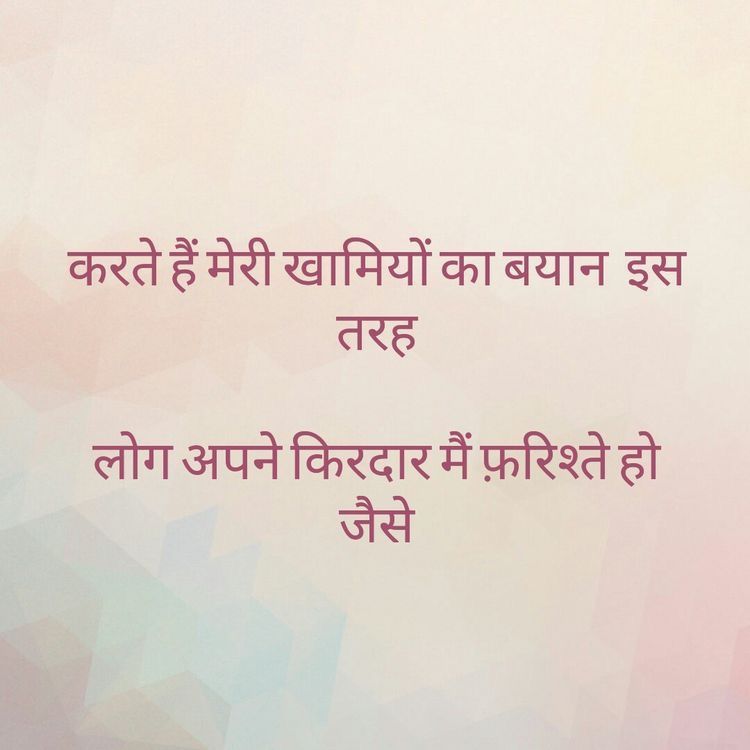 करते हैं मेरी खामियों का बयान इस
तरह
लोग अपने किरदार मैं फ़रिश्ते हो
जैसे